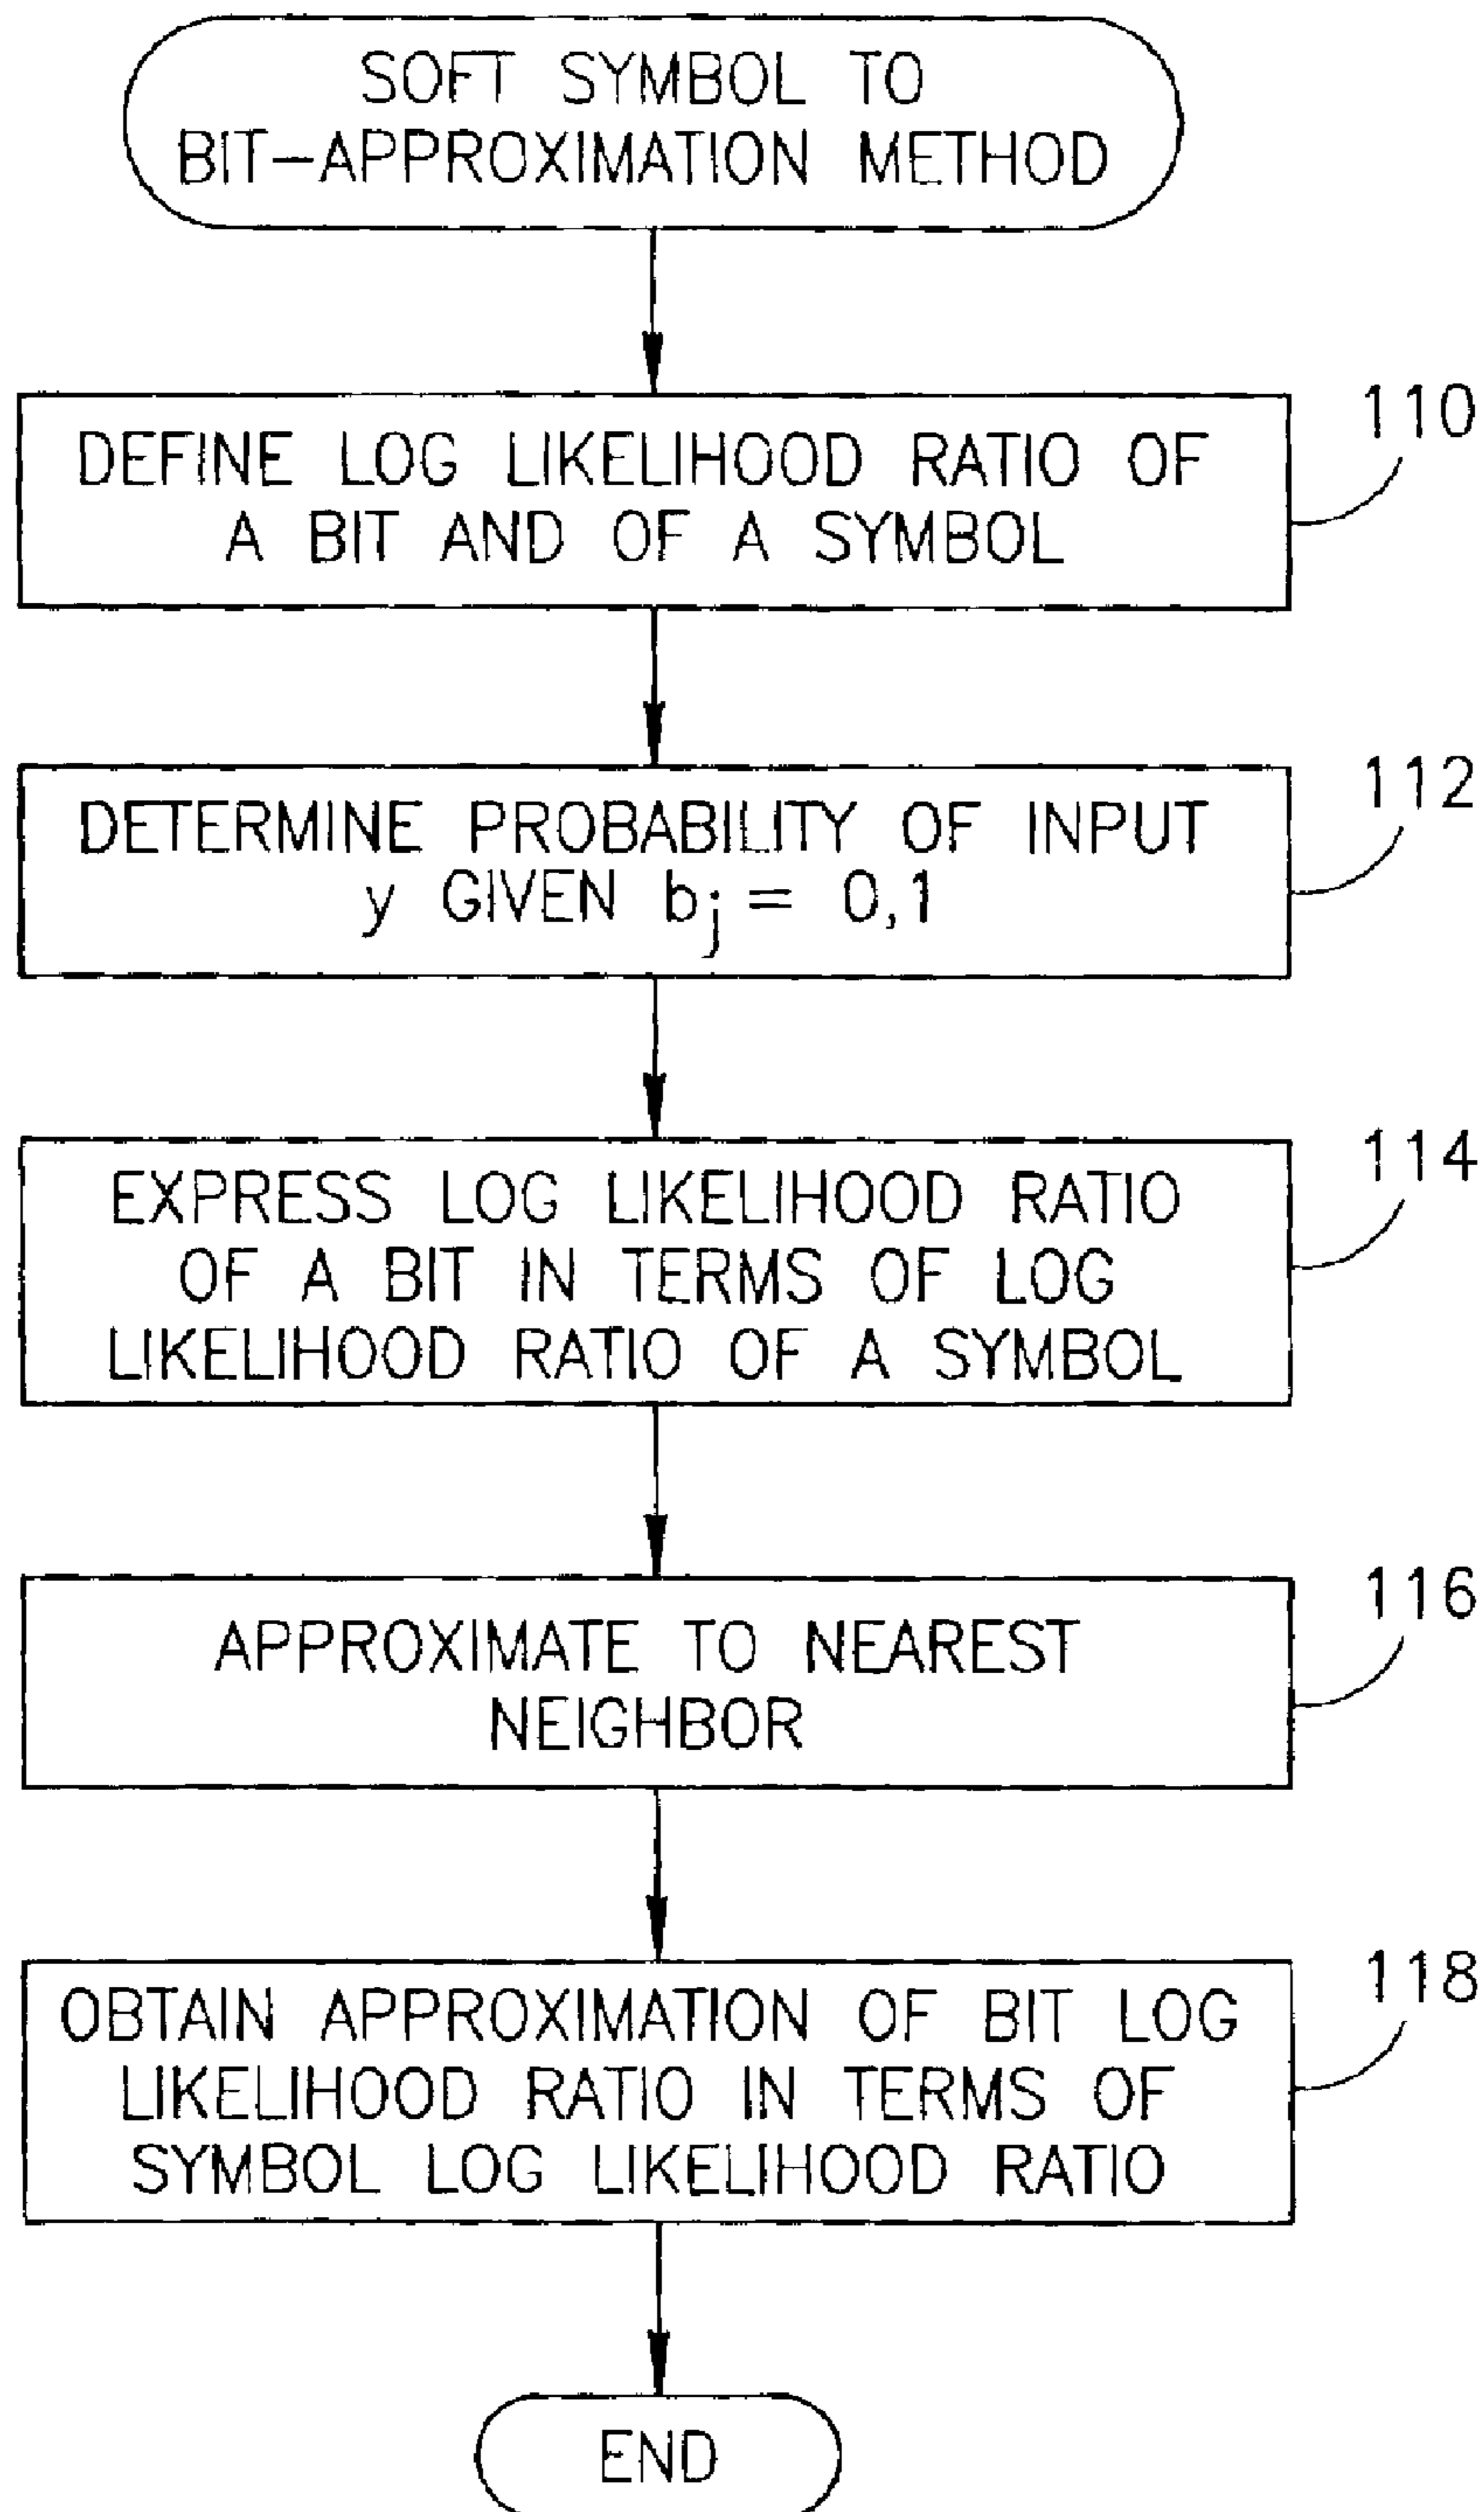 SOFT SYMBOL TO
BIT-APPROXIMATION METHOD
110
DEFINE LOG LIKELIHOOD RATIO OF
A BIT AND OF A SYMBOL
112
DETERMINE PROBABILITY OF INPUT
y GIVEN bj = 0,1
114
EXPRESS LOG LIKELIHOOD RATIO
OF A BIT IN TERMS OF LOG
LIKELIHOOD RATIO OF A SYMBOL
116
APPROXIMATE TO NEAREST
NEIGHBOR
118
OBTAIN APPROXIMATION OF BIT LOG
LIKELIHOOD RATIO IN TERMS OF
SYMBOL LOG LIKELIHOOD RATIO
END